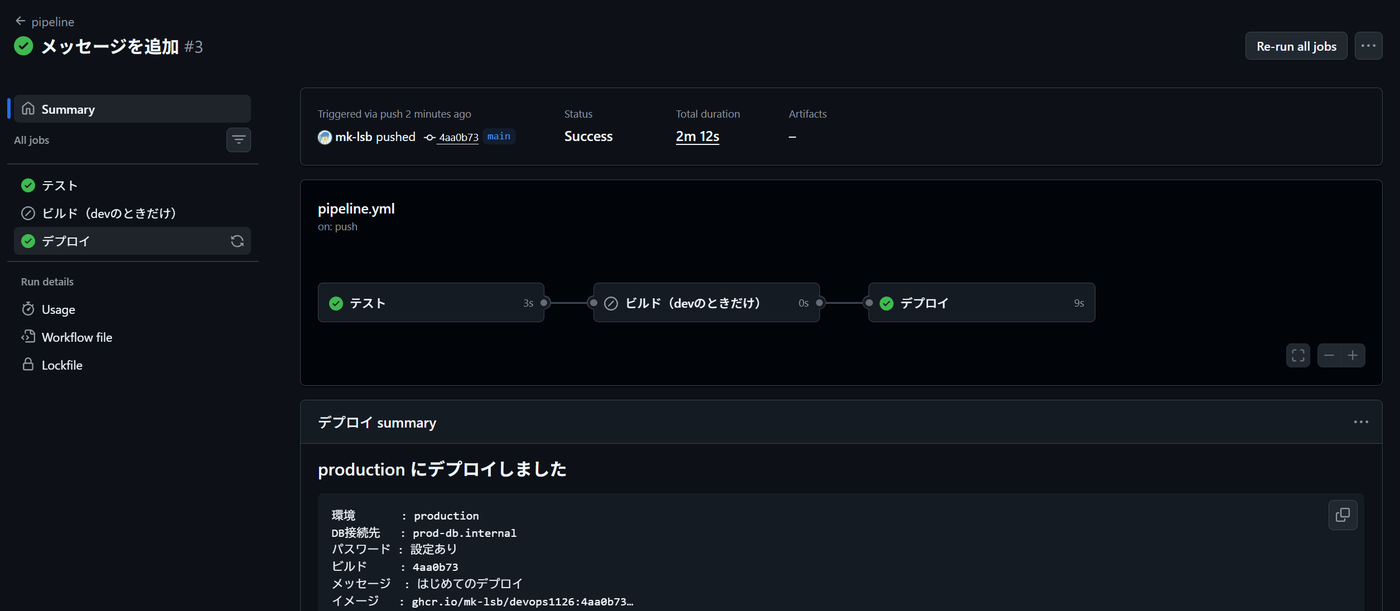 pipeline
メッセージを追加 #3
Re-run all jobs
Summary
All jobs
テスト
ビルド（devのときだけ）
デプロイ
Run details
Usage
Workflow file
Lockfile
Triggered via push 2 minutes ago
mk-lsb pushed 4aa0b73 main
Status
Success
Total duration
2m 12s
Artifacts
–
pipeline.yml
on: push
テスト 3s
ビルド（devのときだけ） 0s
デプロイ 9s
デプロイ summary
production にデプロイしました
環境 : production
DB接続先 : prod-db.internal
パスワード : 設定あり
ビルド : 4aa0b73
メッセージ : はじめてのデプロイ
イメージ : ghcr.io/mk-lsb/devops1126:4aa0b73…